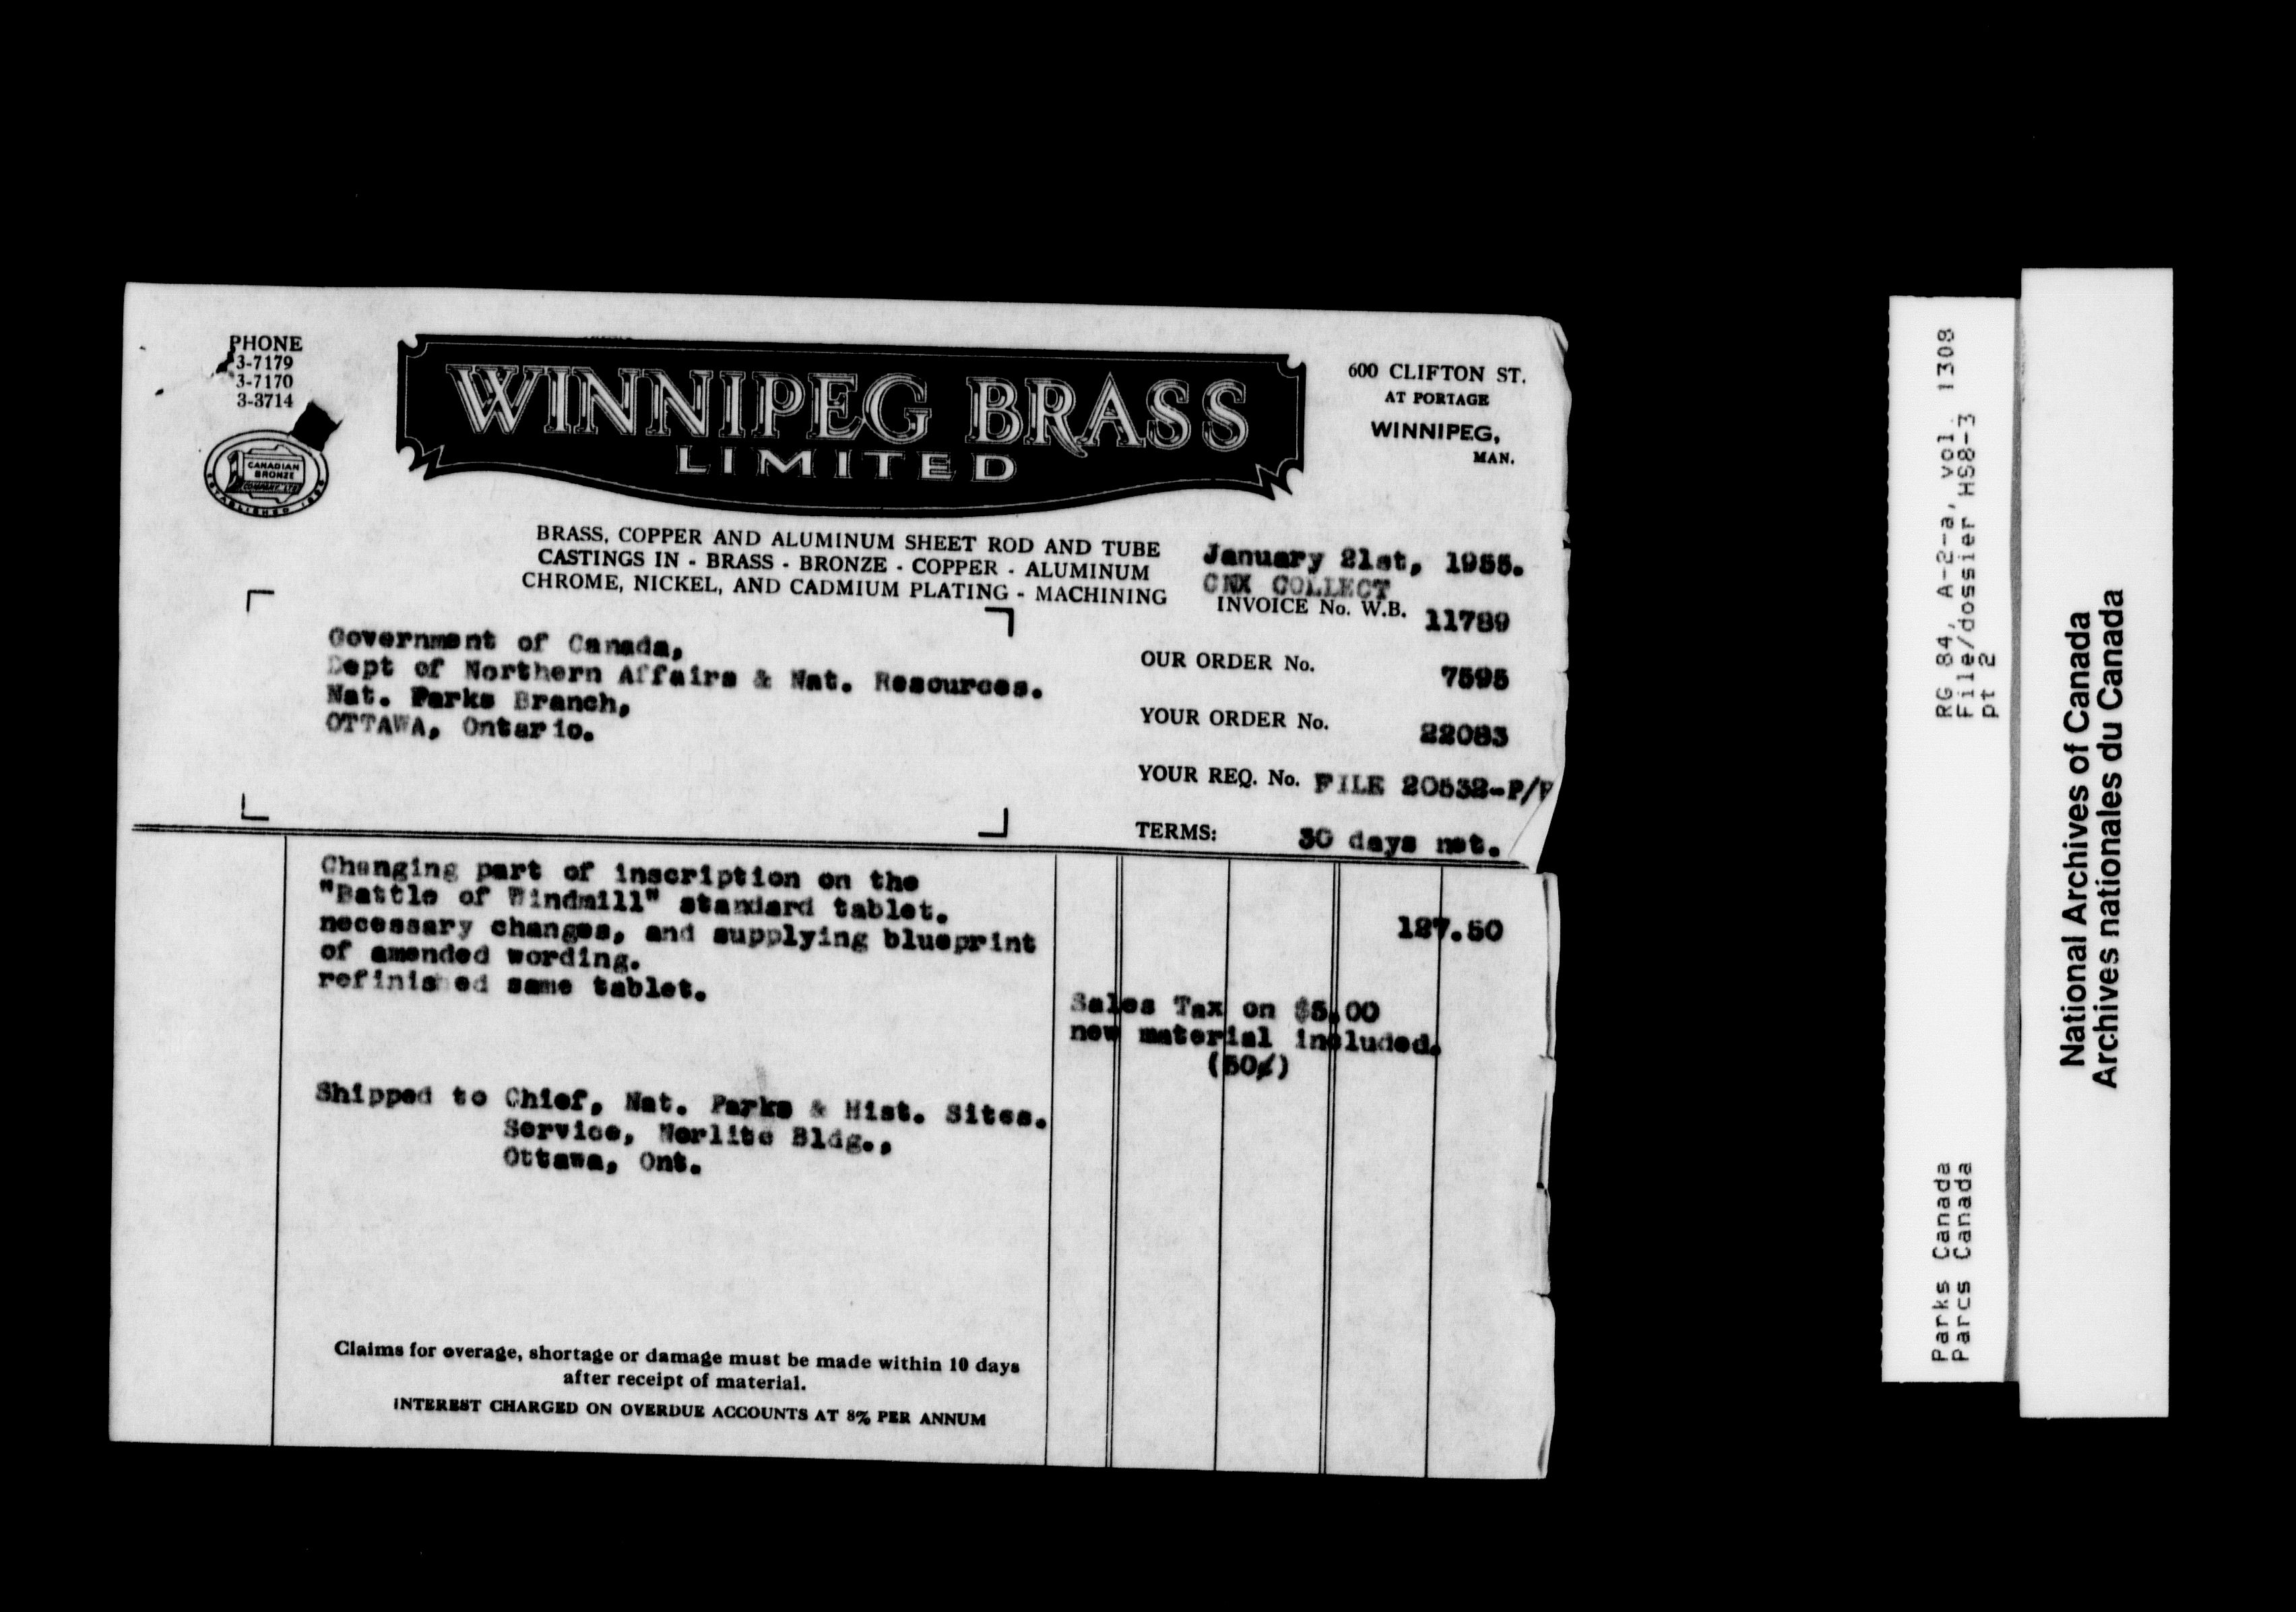 PHONE
3-7179
3-7170
3-3714
CANADIAN
BRONZE
COMPANY, LTD
ESTABLISHED
WINNIPEG BRASS
LIMITED
600 CLIFTON ST.
AT PORTAGE
WINNIPEG,
MAN.
BRASS, COPPER AND ALUMINUM SHEET ROD AND TUBE
CASTINGS IN - BRASS - BRONZE - COPPER - ALUMINUM
CHROME, NICKEL, AND CADMIUM PLATING - MACHINING
January 21st, 1955.
CNX COLLECT
INVOICE No. W.B. 11789
Government of Canada,
Dept of Northern Affairs & Nat. Resources.
Nat. Parks Branch,
OTTAWA, Ontario.
OUR ORDER No. 7595
YOUR ORDER No. 22083
YOUR REQ. No. FILE 20532-P/F
TERMS: 30 days net.
Changing part of inscription on the
"Battle of Windmill" standard tablet.
necessary changes, and supplying blueprint
of amended wording.
refinished same tablet.
127.50
Sales Tax on $5.00
new material included.
(50¢)
Shipped to Chief, Nat. Parks & Hist. Sites.
Service, Norlite Bldg.,
Ottawa, Ont.
Claims for overage, shortage or damage must be made within 10 days
after receipt of material.
INTEREST CHARGED ON OVERDUE ACCOUNTS AT 8% PER ANNUM
Parks Canada RG 84, A-2-a, vol. 1308
Parcs Canada File/dossier HS8-3
pt 2
National Archives of Canada
Archives nationales du Canada